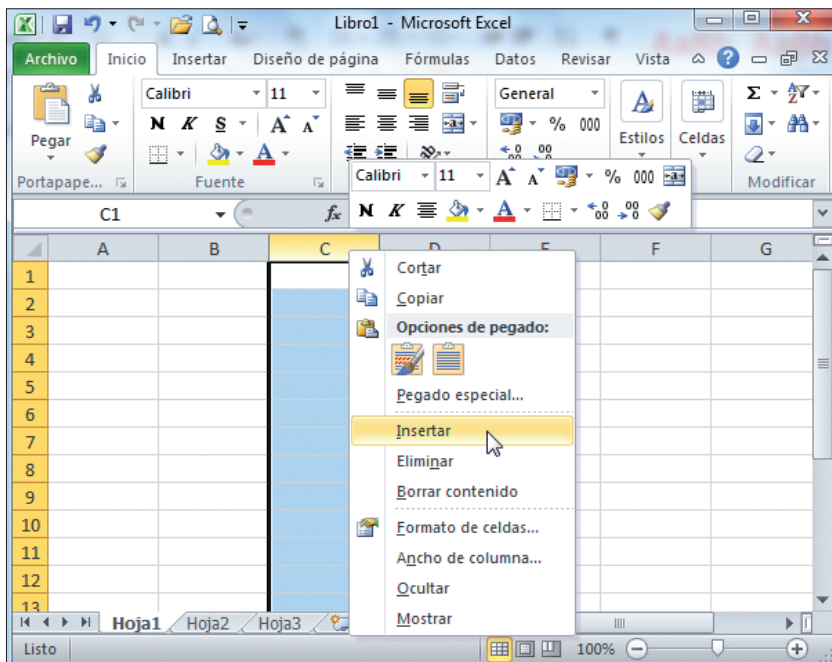 Libro1 - Microsoft Excel
Archivo Inicio Insertar Diseño de página Fórmulas Datos Revisar Vista
Calibri 11 General
Pegar N K S A A % 000 Estilos Celdas
Portapape... Fuente Modificar
Calibri 11 A A % 000
N K A
C1 fx
A B C D E F G
1
2
3
4
5
6
7
8
9
10
11
12
13
Cortar
Copiar
Opciones de pegado:
Pegado especial...
Insertar
Eliminar
Borrar contenido
Formato de celdas...
Ancho de columna...
Ocultar
Mostrar
Hoja1 Hoja2 Hoja3
Listo 100%